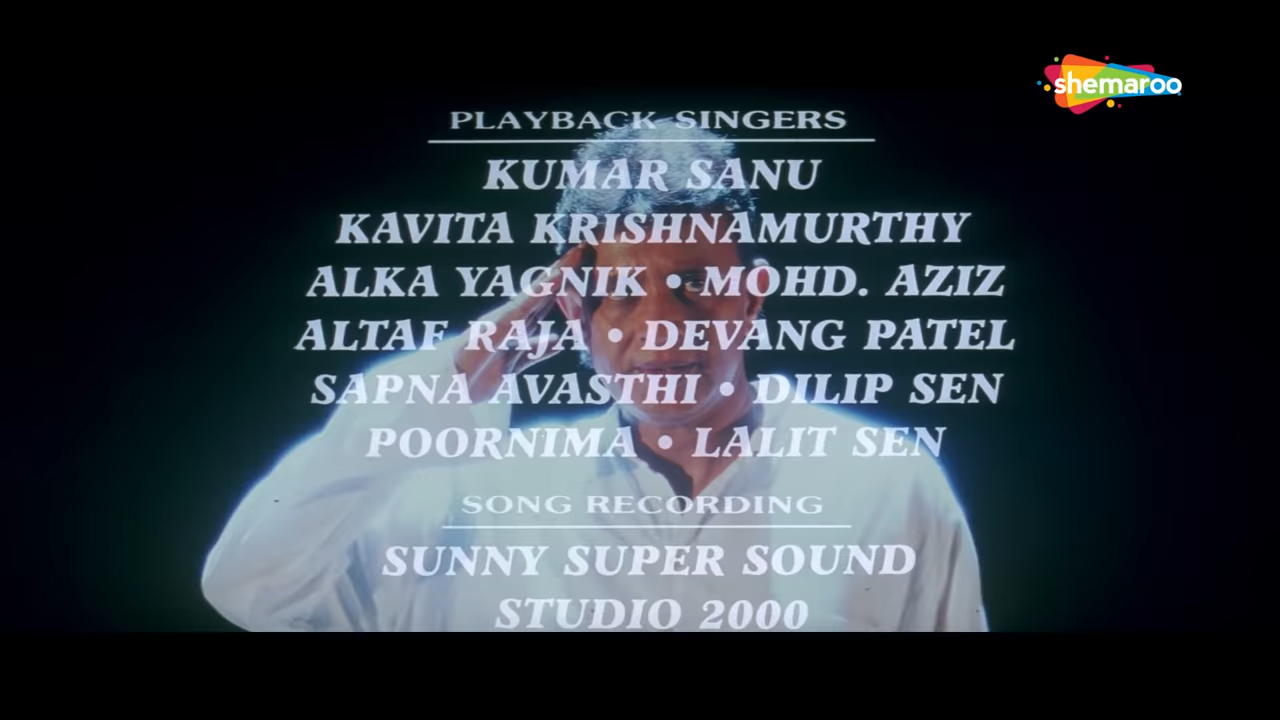 shemaroo
PLAYBACK SINGERS
KUMAR SANU
KAVITA KRISHNAMURTHY
ALKA YAGNIK • MOHD. AZIZ
ALTAF RAJA • DEVANG PATEL
SAPNA AVASTHI • DILIP SEN
POORNIMA • LALIT SEN
SONG RECORDING
SUNNY SUPER SOUND
STUDIO 2000